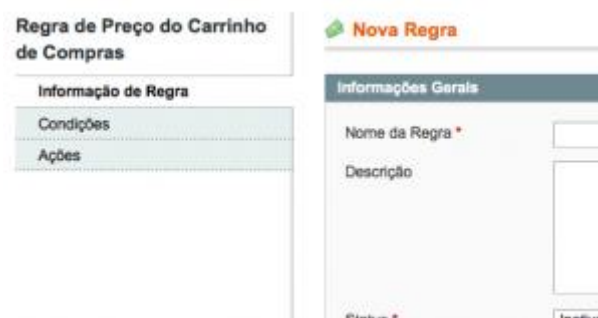 Regra de Preço do Carrinho
de Compras
Informação de Regra
Condições
Ações
Nova Regra
Informações Gerais
Nome da Regra *
Descrição
Status *